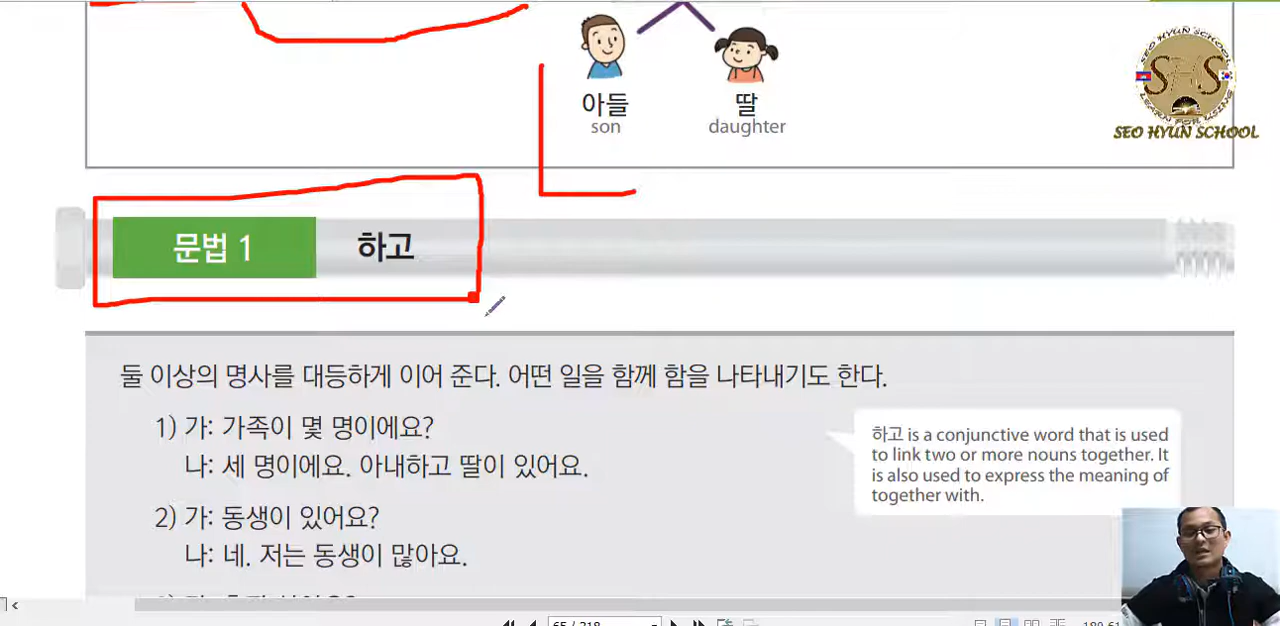 아들
son
딸
daughter
SEO HYUN SCHOOL
SHS
LEARN FOR USING
SEO HYUN SCHOOL
문법 1
하고
둘 이상의 명사를 대등하게 이어 준다. 어떤 일을 함께 함을 나타내기도 한다.
1) 가: 가족이 몇 명이에요?
나: 세 명이에요. 아내하고 딸이 있어요.
하고 is a conjunctive word that is used
to link two or more nouns together. It
is also used to express the meaning of
together with.
2) 가: 동생이 있어요?
나: 네. 저는 동생이 많아요.
65 / 218